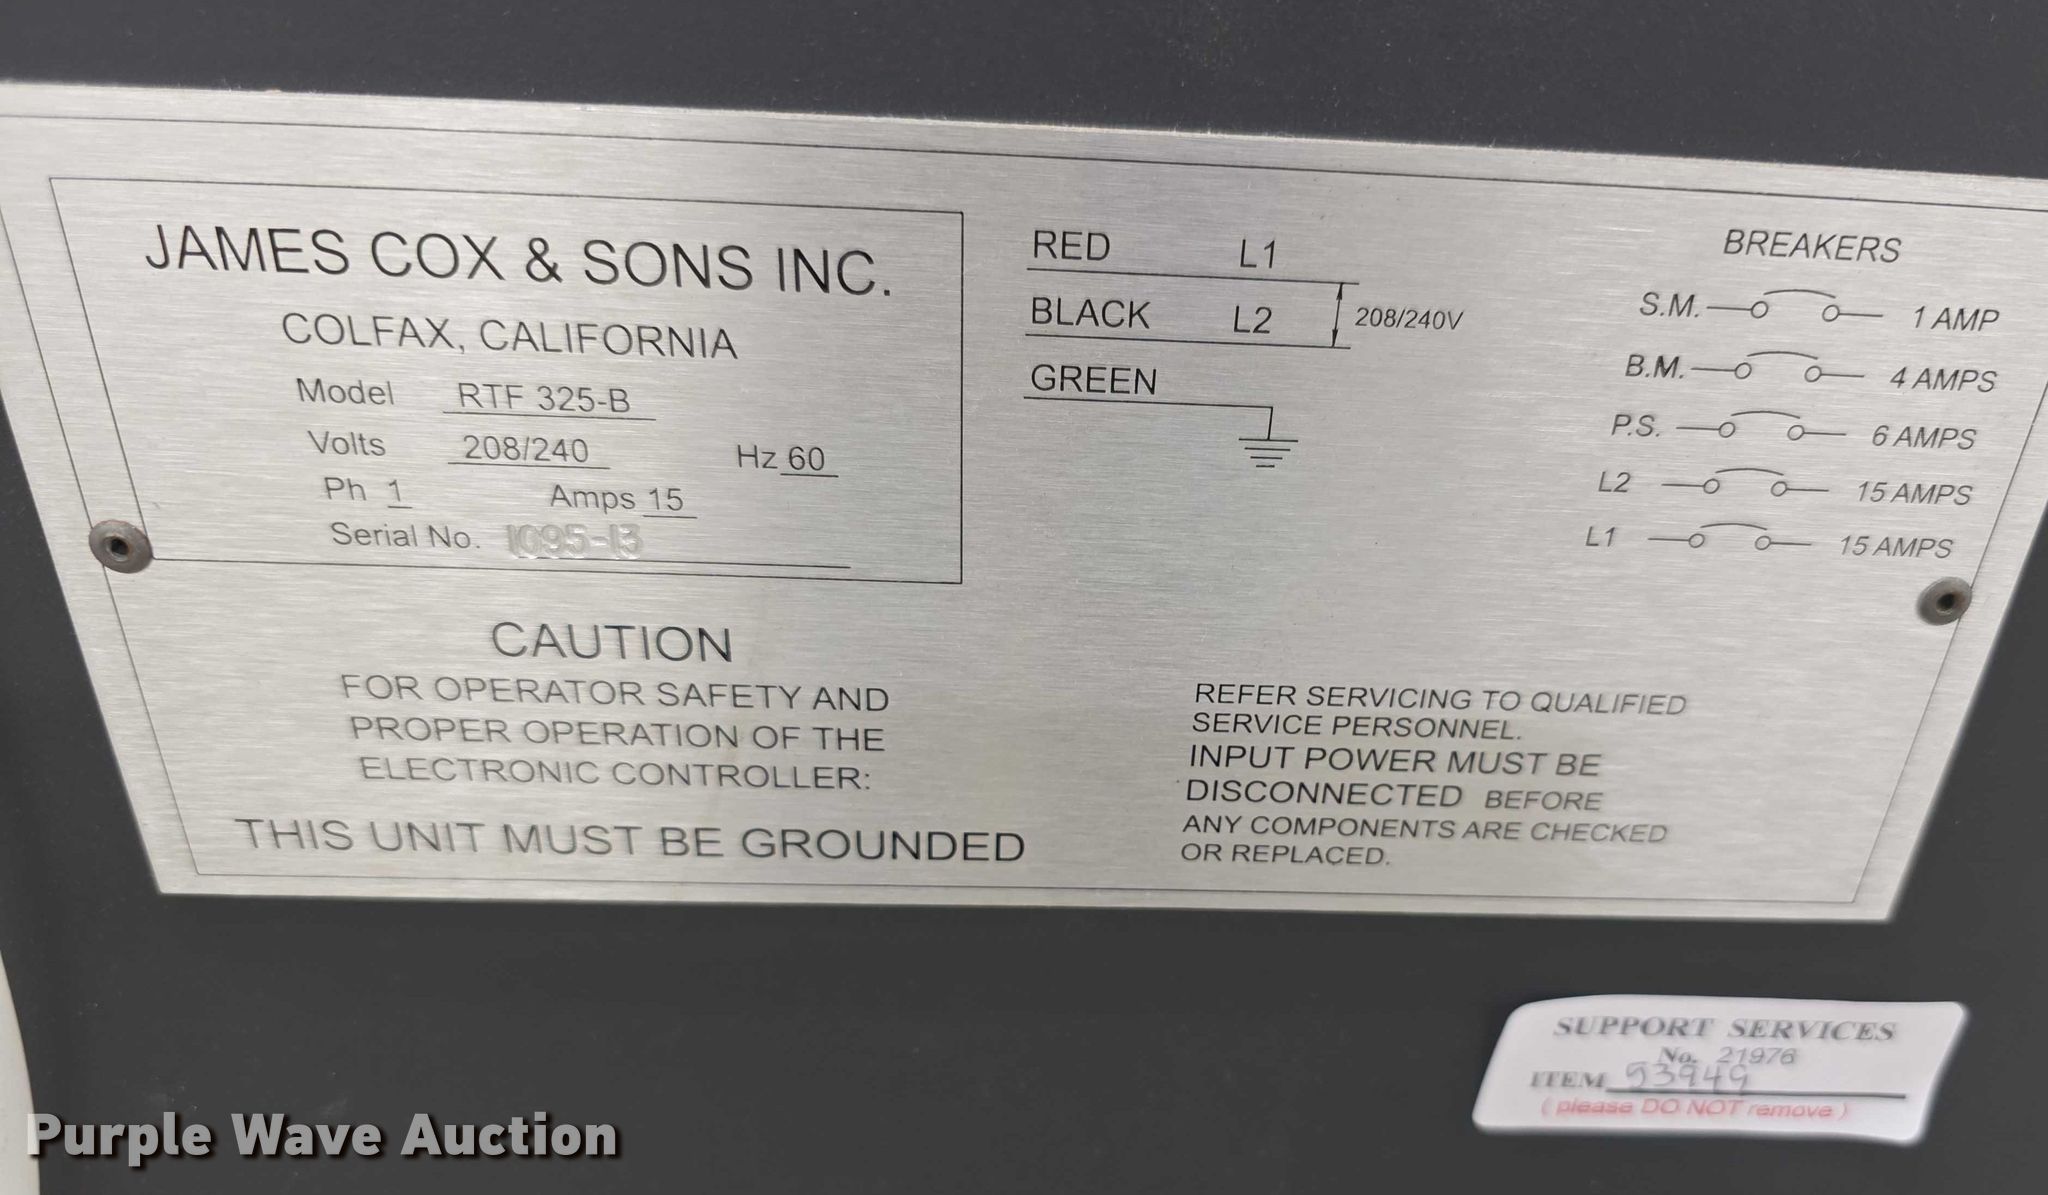 JAMES COX & SONS INC.
COLFAX, CALIFORNIA
Model RTF 325-B
Volts 208/240 Hz 60
Ph 1 Amps 15
Serial No. 1095-13
RED L1
BLACK L2 208/240V
GREEN
BREAKERS
S.M. 1 AMP
B.M. 4 AMPS
P.S. 6 AMPS
L2 15 AMPS
L1 15 AMPS
CAUTION
FOR OPERATOR SAFETY AND
PROPER OPERATION OF THE
ELECTRONIC CONTROLLER:
THIS UNIT MUST BE GROUNDED
REFER SERVICING TO QUALIFIED
SERVICE PERSONNEL.
INPUT POWER MUST BE
DISCONNECTED BEFORE
ANY COMPONENTS ARE CHECKED
OR REPLACED.
SUPPORT SERVICES
No. 21976
ITEM 53949
(please DO NOT remove)
Purple Wave Auction